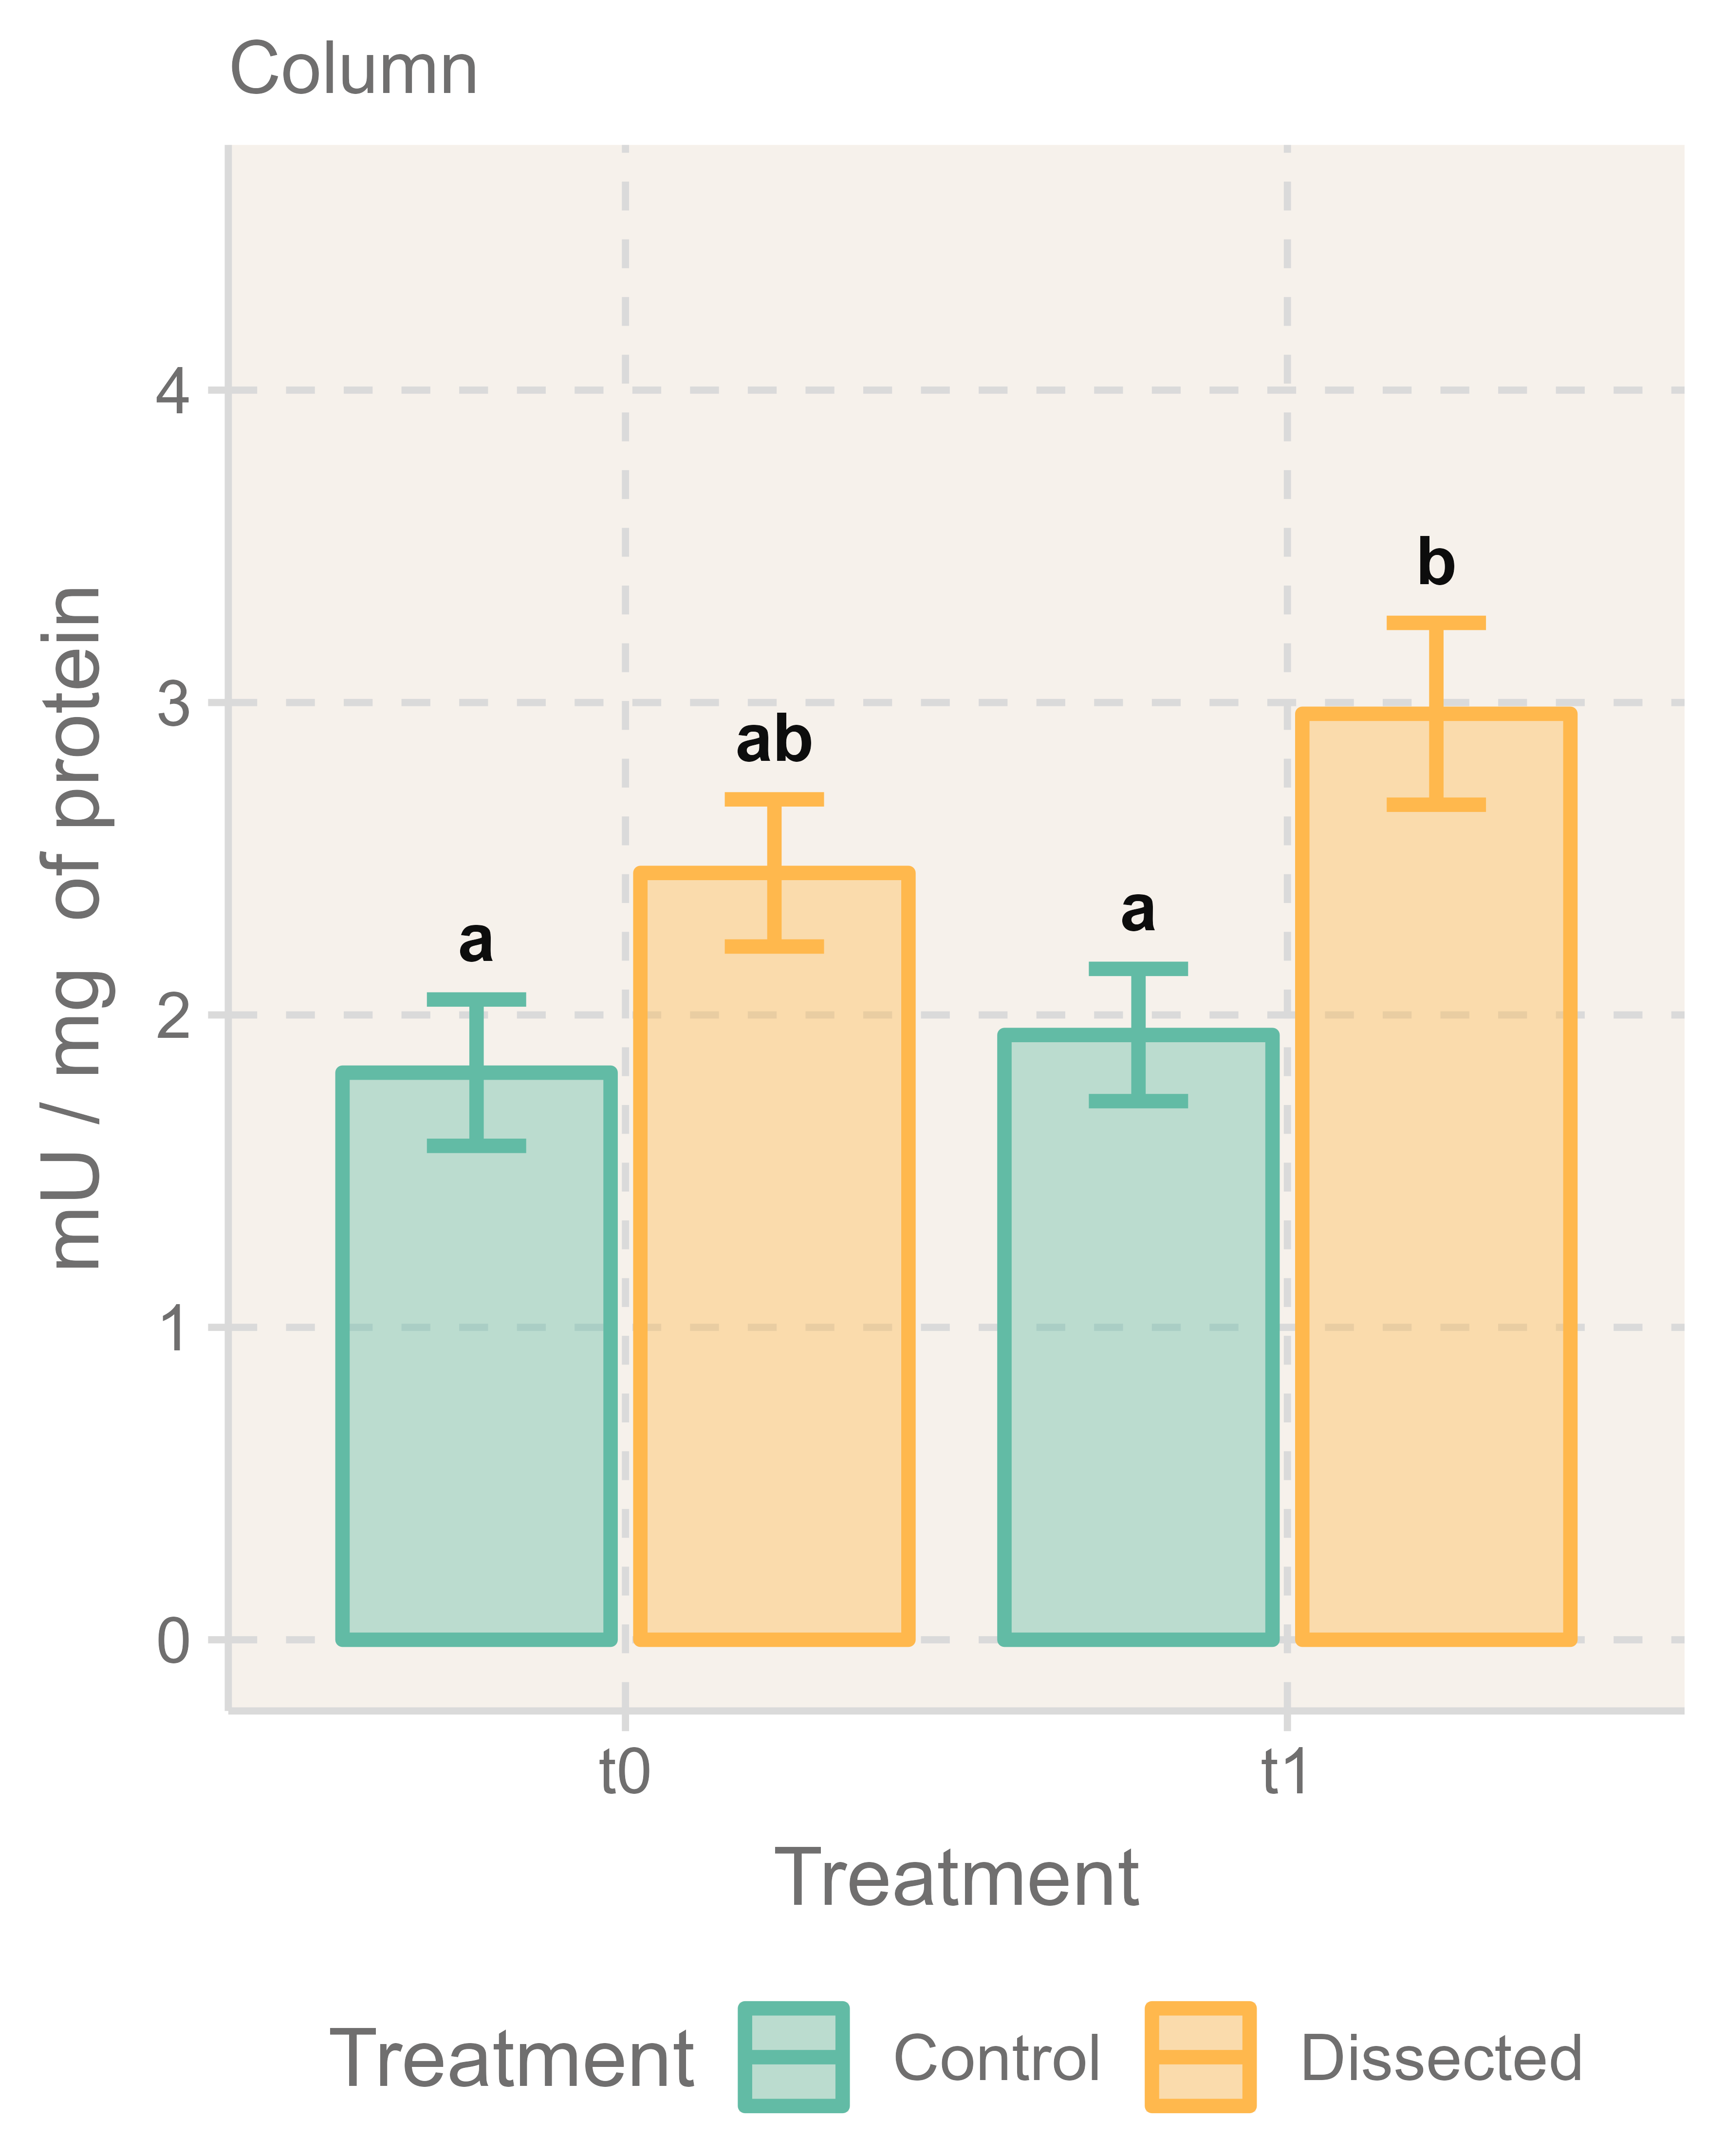 Column
mU / mg of protein
4
3
2
1
0
a
ab
a
b
t0
t1
Treatment
Treatment
Control
Dissected